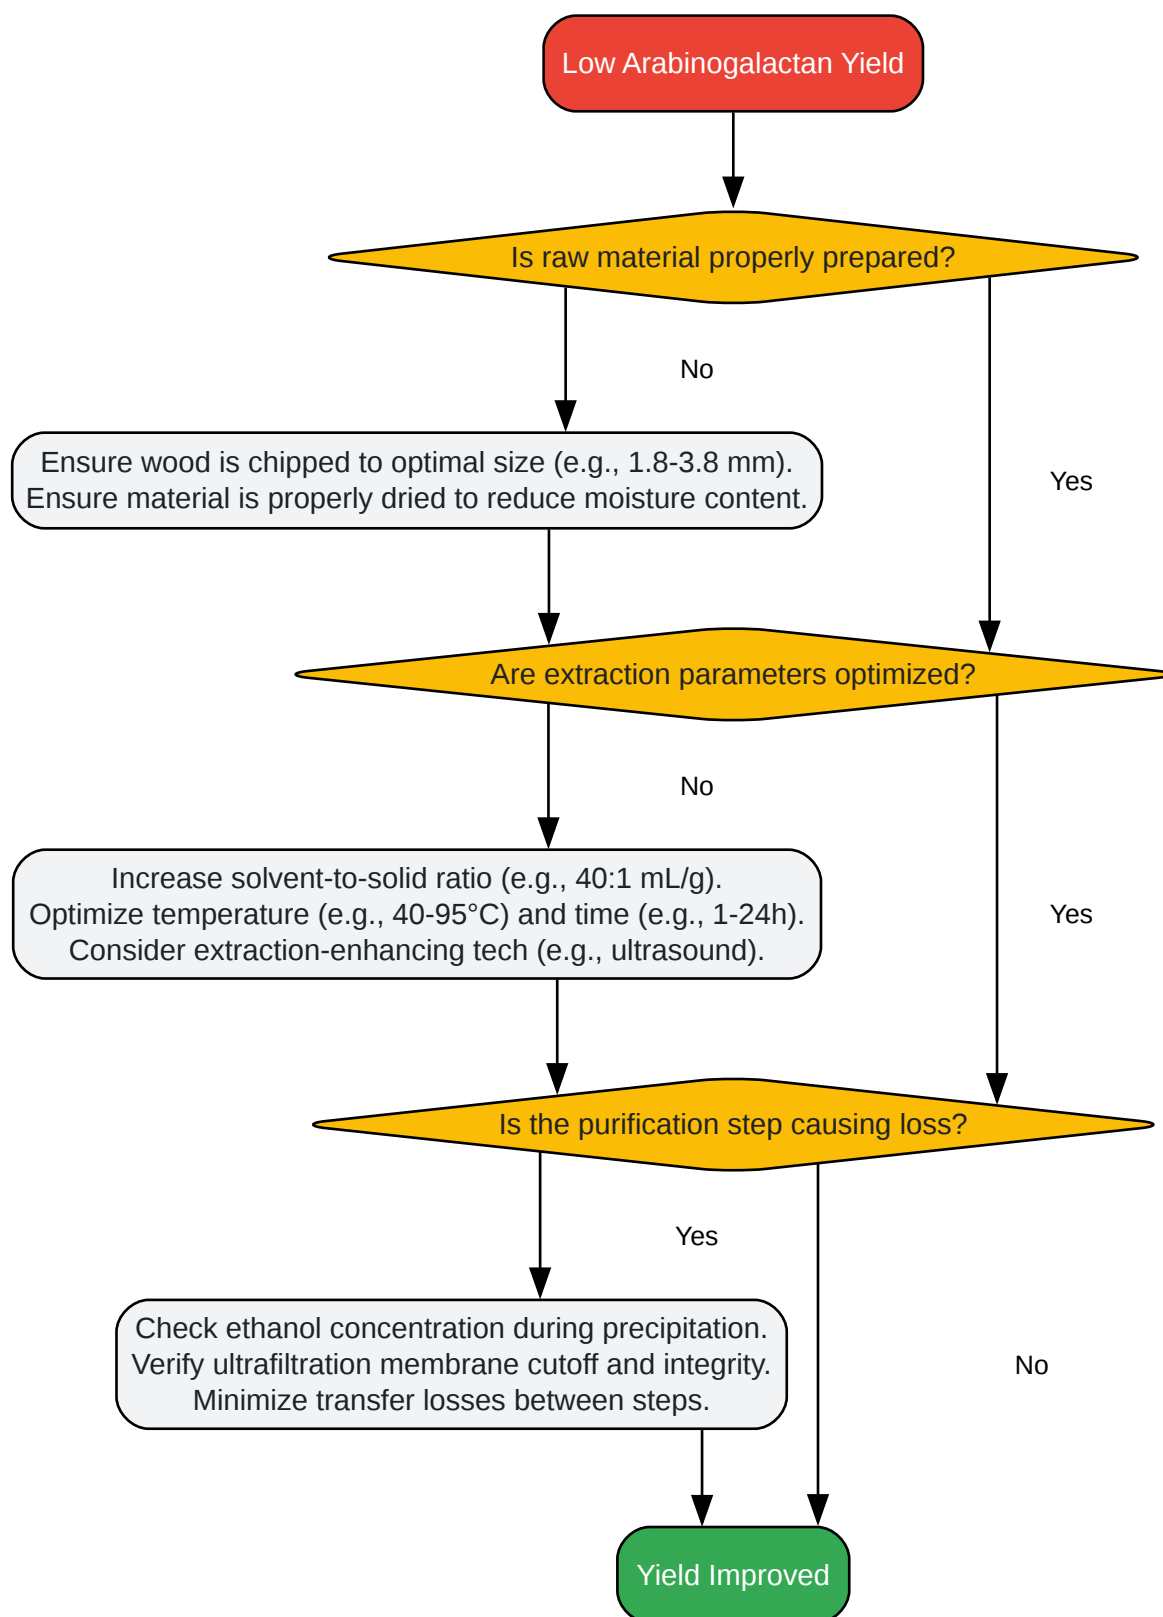 Low Arabinogalactan Yield
Is raw material properly prepared?
No
Ensure wood is chipped to optimal size (e.g., 1.8-3.8 mm).
Ensure material is properly dried to reduce moisture content.
Yes
Are extraction parameters optimized?
No
Increase solvent-to-solid ratio (e.g., 40:1 mL/g).
Optimize temperature (e.g., 40-95°C) and time (e.g., 1-24h).
Consider extraction-enhancing tech (e.g., ultrasound).
Yes
Is the purification step causing loss?
Yes
Check ethanol concentration during precipitation.
Verify ultrafiltration membrane cutoff and integrity.
Minimize transfer losses between steps.
No
Yield Improved